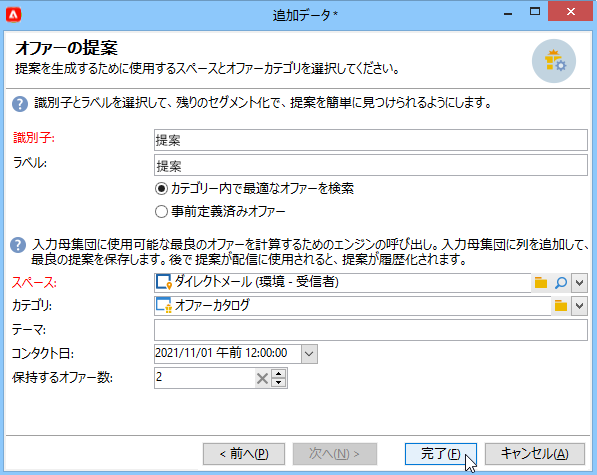 追加データ*
オファーの提案
提案を生成するために使用するスペースとオファーカテゴリを選択してください。
識別子とラベルを選択して、残りのセグメント化で、提案を簡単に見つけられるようにします。
識別子: 提案
ラベル: 提案
カテゴリー内で最適なオファーを検索
事前定義済みオファー
入力母集団に使用可能な最良のオファーを計算するためのエンジンの呼び出し。入力母集団に列を追加して、
最良の提案を保存します。後で提案が配信に使用されると、提案が履歴化されます。
スペース: ダイレクトメール (環境 - 受信者)
カテゴリ: オファーカタログ
テーマ:
コンタクト日: 2021/11/01 午前 12:00:00
保持するオファー数: 2
< 前へ(P) 次へ(N) > 完了(F) キャンセル(A)